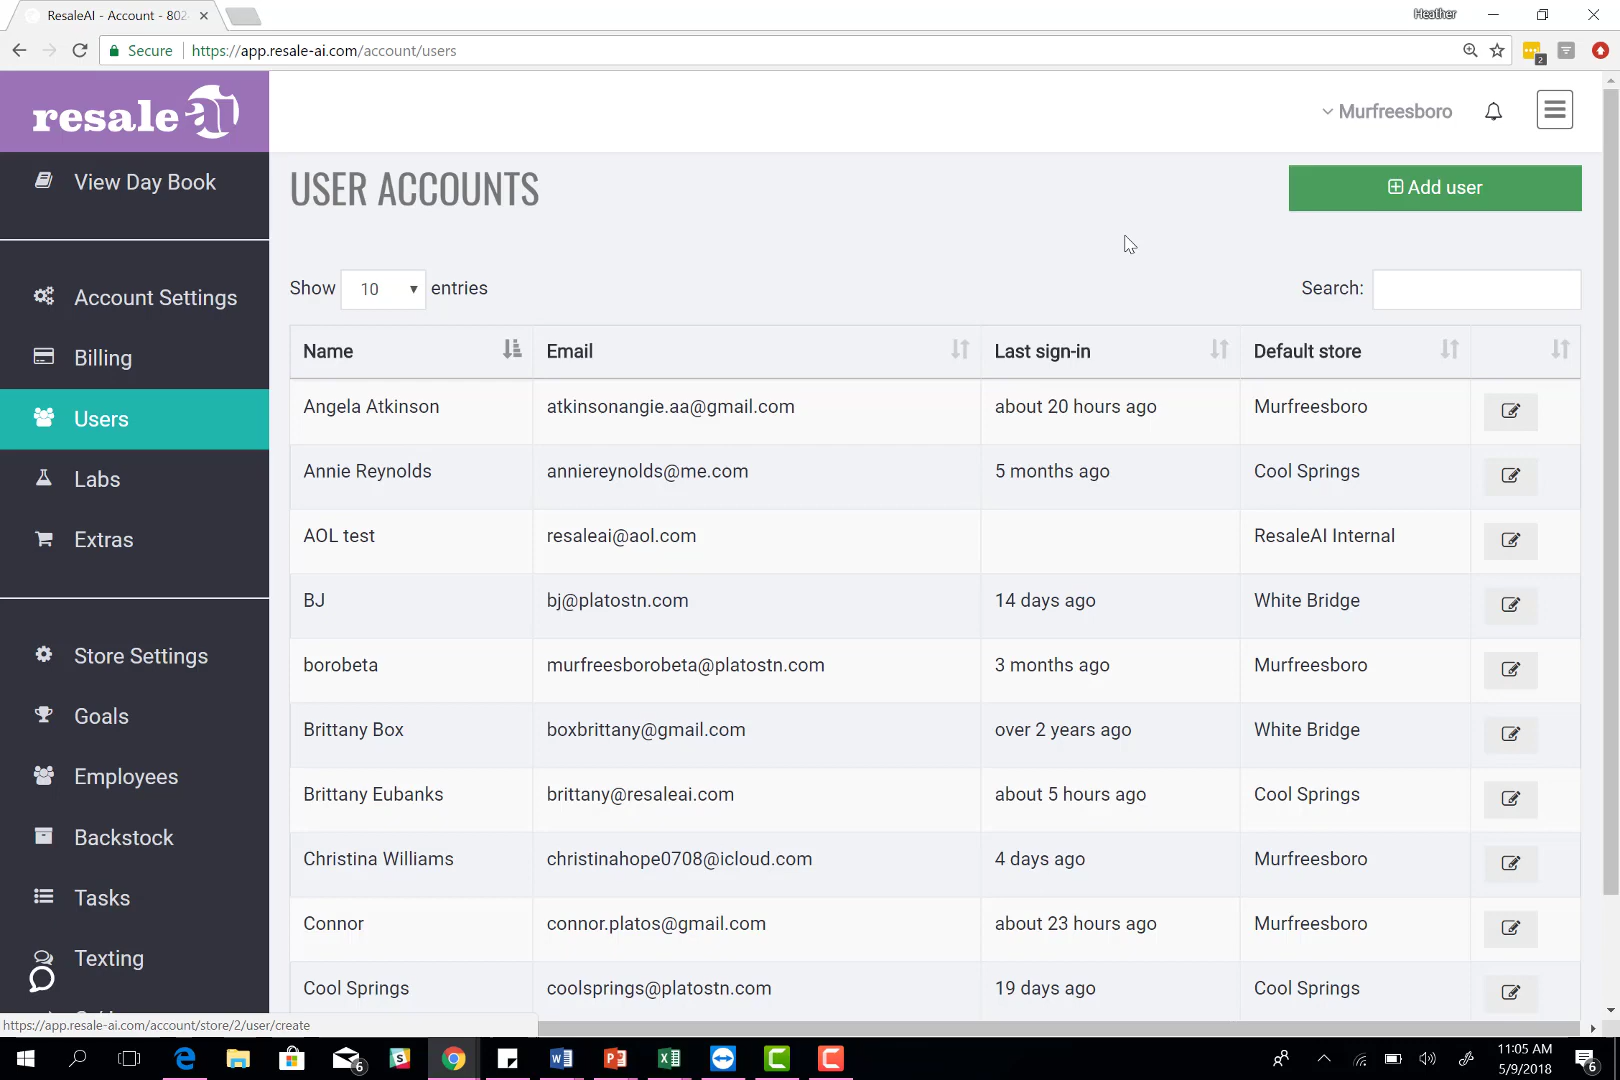 ResaleAI - Account - 802
Heather
Secure https://app.resale-ai.com/account/users
2
resale ai
Murfreesboro
View Day Book
USER ACCOUNTS
Add user
Account Settings
Show 10 entries
Search:
Billing
Users
Labs
Extras
Store Settings
Goals
Employees
Backstock
Tasks
Texting
Name Email Last sign-in Default store
Angela Atkinson atkinsonangie.aa@gmail.com about 20 hours ago Murfreesboro
Annie Reynolds anniereynolds@me.com 5 months ago Cool Springs
AOL test resaleai@aol.com ResaleAI Internal
BJ bj@platostn.com 14 days ago White Bridge
borobeta murfreesborobeta@platostn.com 3 months ago Murfreesboro
Brittany Box boxbrittany@gmail.com over 2 years ago White Bridge
Brittany Eubanks brittany@resaleai.com about 5 hours ago Cool Springs
Christina Williams christinahope0708@icloud.com 4 days ago Murfreesboro
Connor connor.platos@gmail.com about 23 hours ago Murfreesboro
Cool Springs coolsprings@platostn.com 19 days ago Cool Springs
https://app.resale-ai.com/account/store/2/user/create
6
11:05 AM
5/9/2018
6